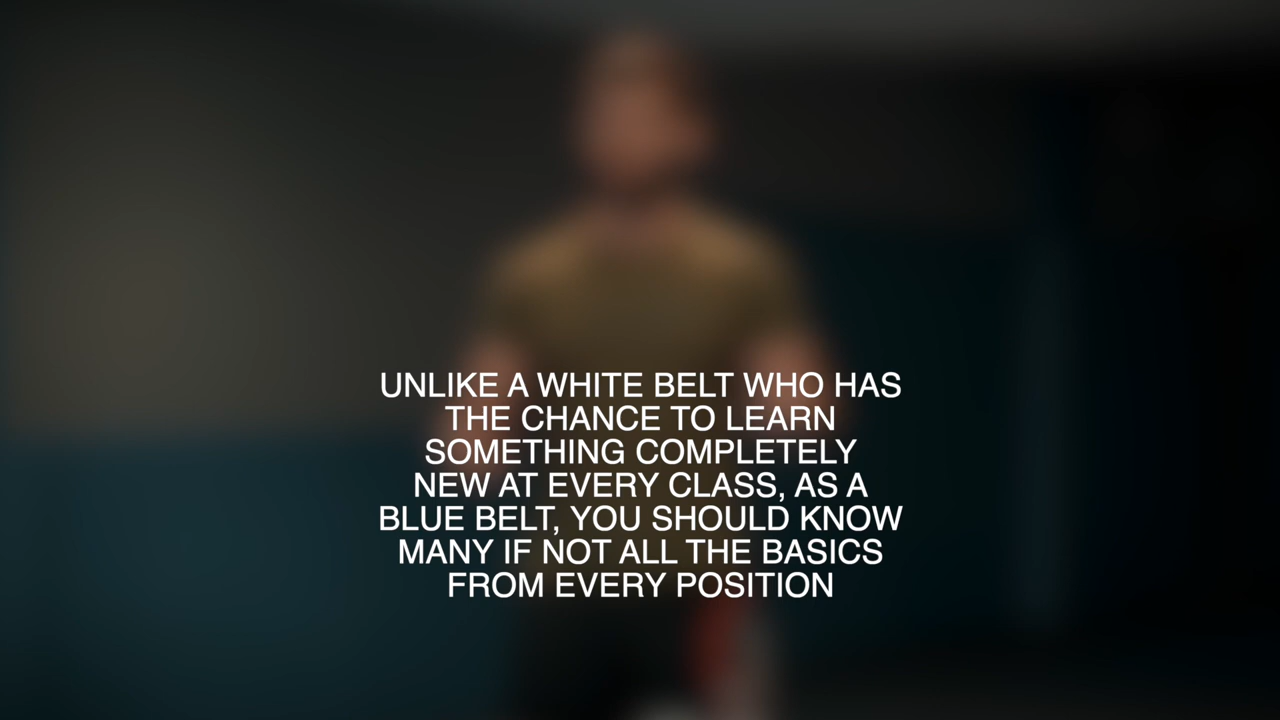 UNLIKE A WHITE BELT WHO HAS
THE CHANCE TO LEARN
SOMETHING COMPLETELY
NEW AT EVERY CLASS, AS A
BLUE BELT, YOU SHOULD KNOW
MANY IF NOT ALL THE BASICS
FROM EVERY POSITION